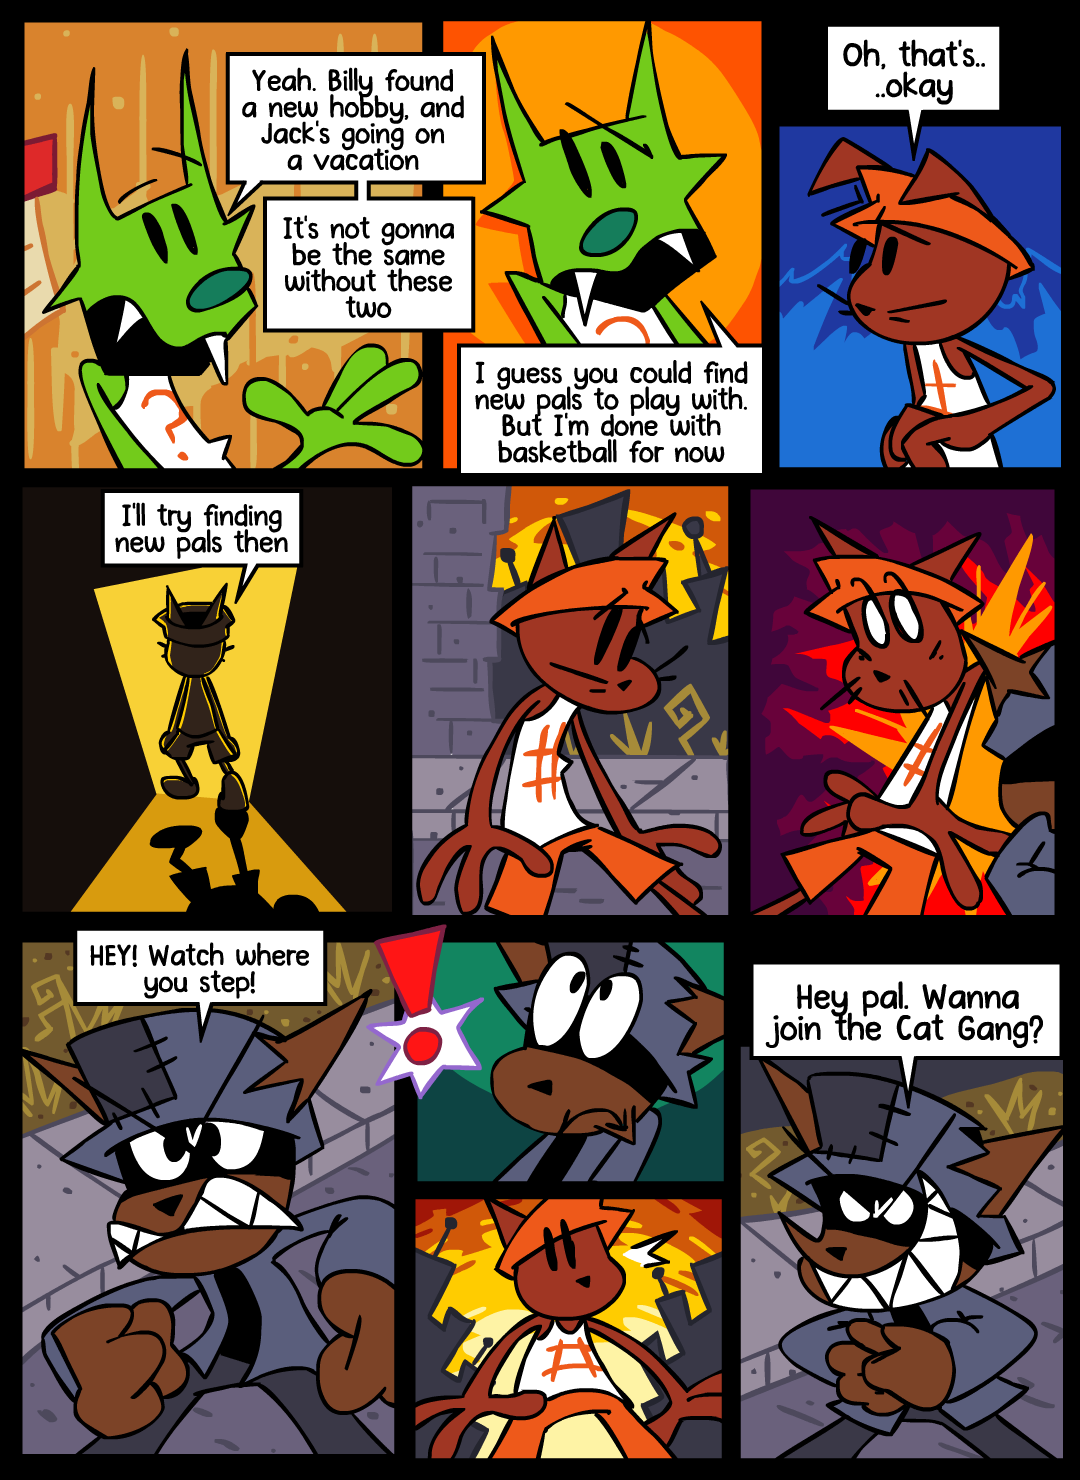 Yeah. Billy found
a new hobby, and
Jack's going on
a vacation
It's not gonna
be the same
without these
two
I guess you could find
new pals to play with.
But I'm done with
basketball for now
Oh, that's..
..okay
I'll try finding
new pals then
HEY! Watch where
you step!
!
Hey pal. Wanna
join the Cat Gang?